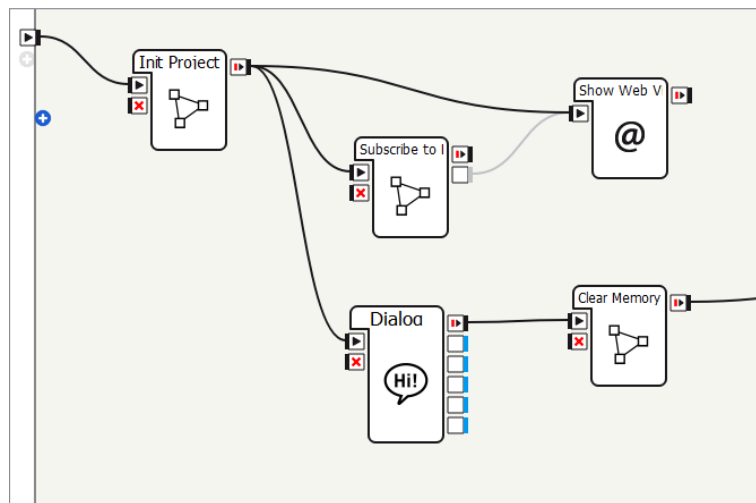 Init Project
Show Web V
@
Subscribe to I
Dialog
Hi!
Clear Memory